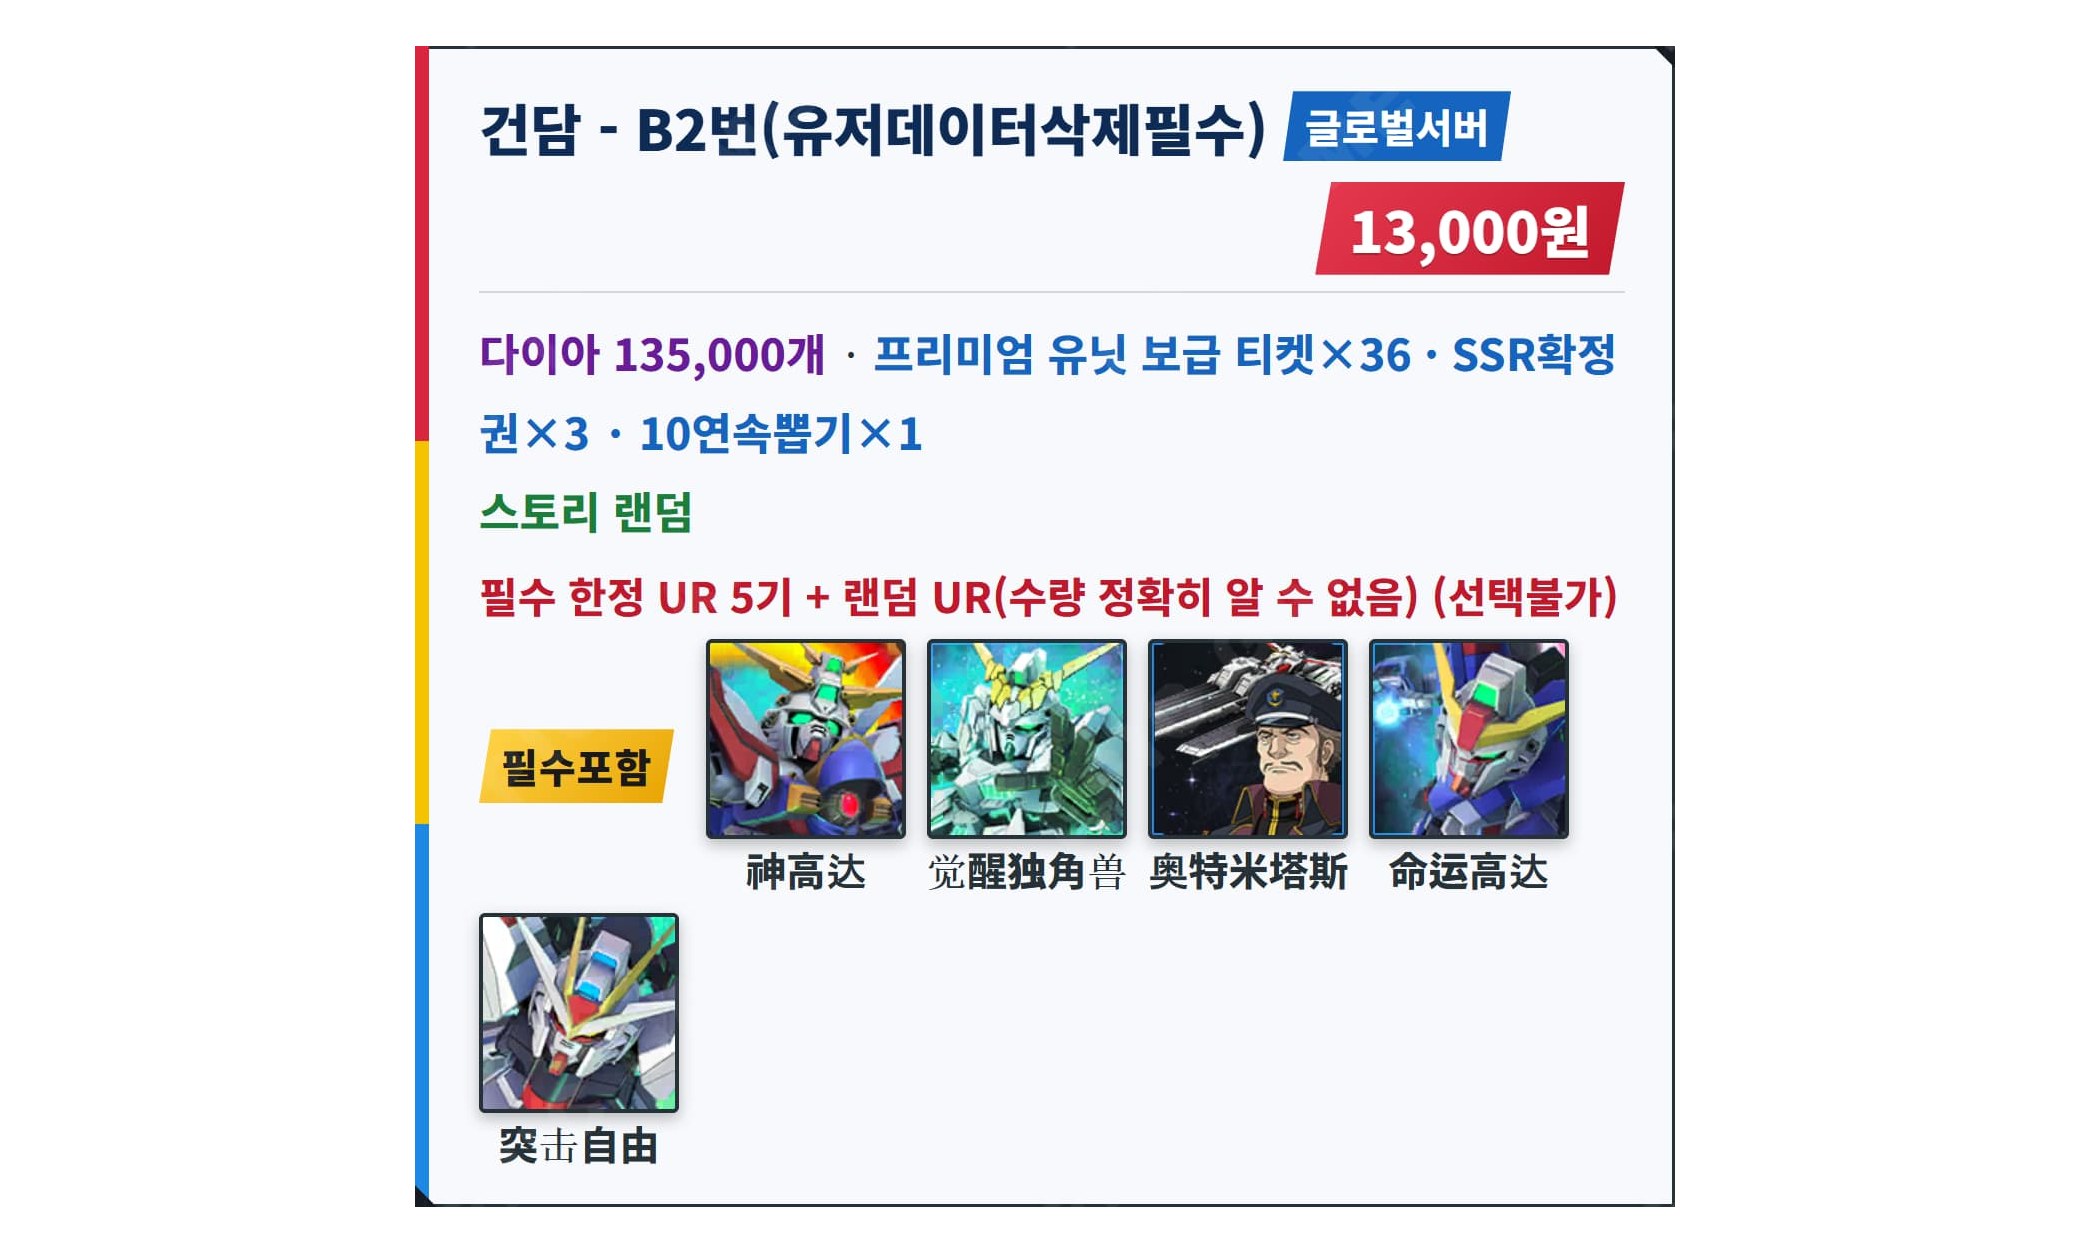 건담 - B2번(유저데이터삭제필수) 글로벌서버
13,000원
다이아 135,000개 · 프리미엄 유닛 보급 티켓×36 · SSR확정
권×3 · 10연속뽑기×1
스토리 랜덤
필수 한정 UR 5기 + 랜덤 UR(수량 정확히 알 수 없음) (선택불가)
필수포함
神高达 觉醒独角兽 奥特米塔斯 命运高达
突击自由